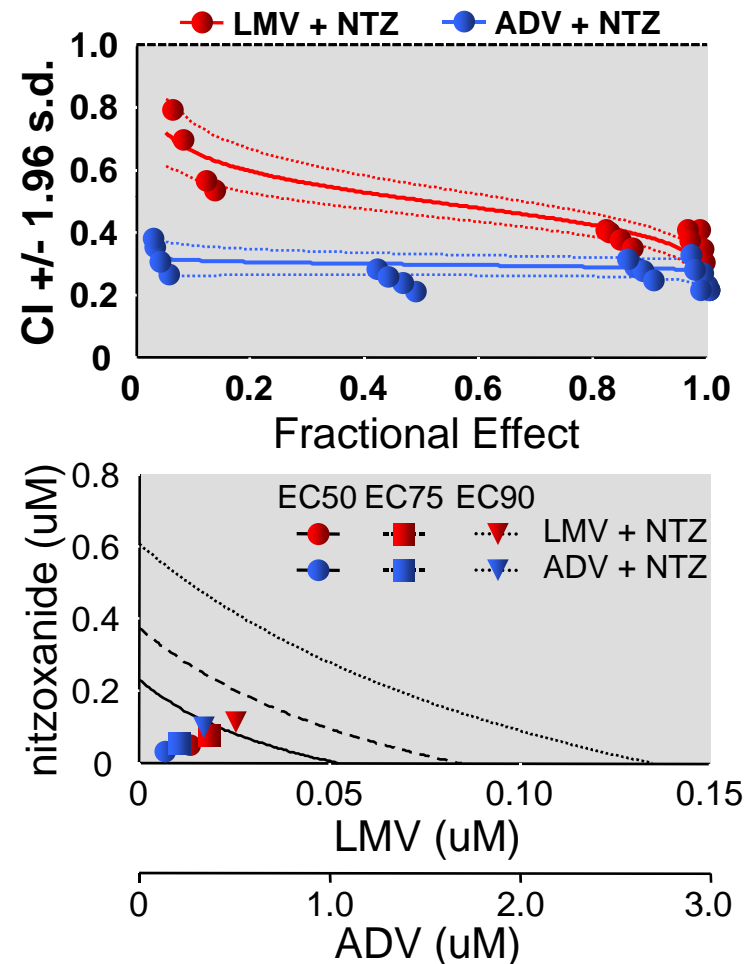 LMV + NTZ ADV + NTZ
CI +/- 1.96 s.d.
1.0
0.8
0.6
0.4
0.2
0
0 0.2 0.4 0.6 0.8 1.0
Fractional Effect
nitzoxanide (uM)
0.8
0.6
0.4
0.2
0
EC50 EC75 EC90
LMV + NTZ
ADV + NTZ
0 0.05 0.10 0.15
LMV (uM)
0 1.0 2.0 3.0
ADV (uM)